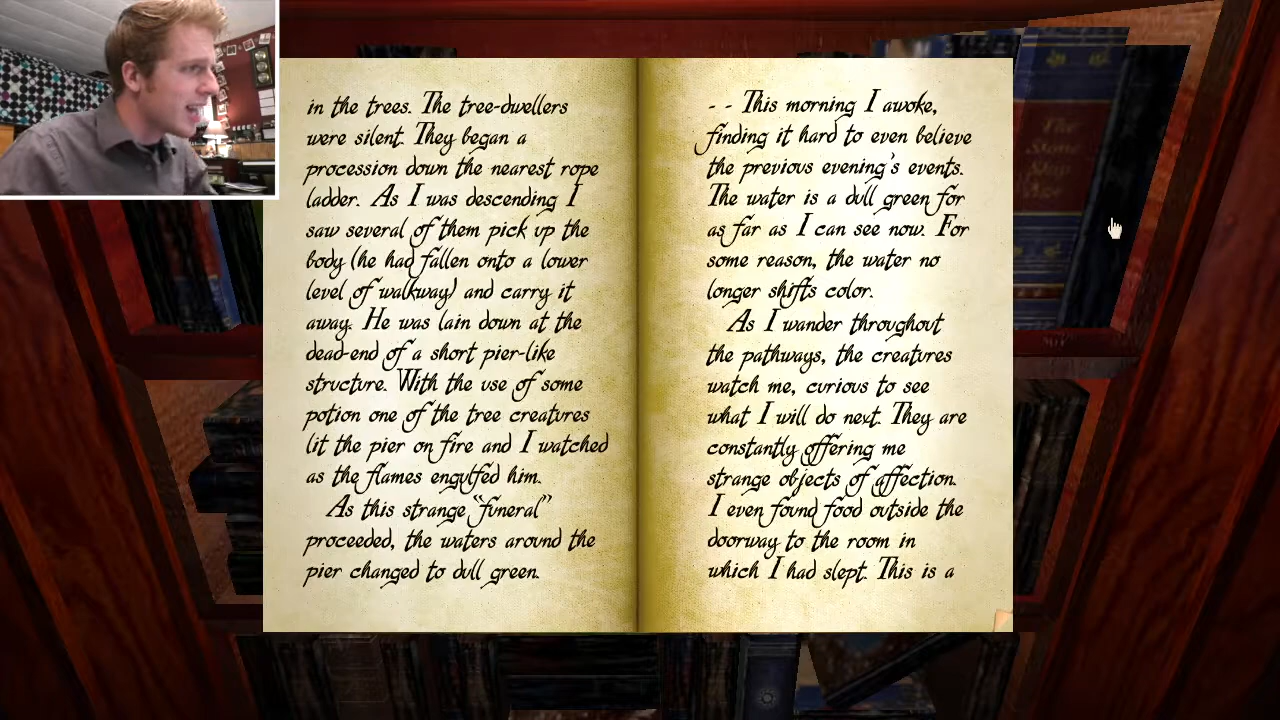 in the trees. The tree-dwellers
were silent. They began a
procession down the nearest rope
ladder. As I was descending I
saw several of them pick up the
body (he had fallen onto a lower
level of walkway) and carry it
away. He was lain down at the
dead-end of a short pier-like
structure. With the use of some
potion one of the tree creatures
lit the pier on fire and I watched
as the flames engulfed him.
As this strange "funeral"
proceeded, the waters around the
pier changed to dull green.
- - This morning I awoke,
finding it hard to even believe
the previous evening's events.
The water is a dull green for
as far as I can see now. For
some reason, the water no
longer shifts color.
As I wander throughout
the pathways, the creatures
watch me, curious to see
what I will do next. They are
constantly offering me
strange objects of affection.
I even found food outside the
doorway to the room in
which I had slept. This is a
The
Stone
Ship
Age